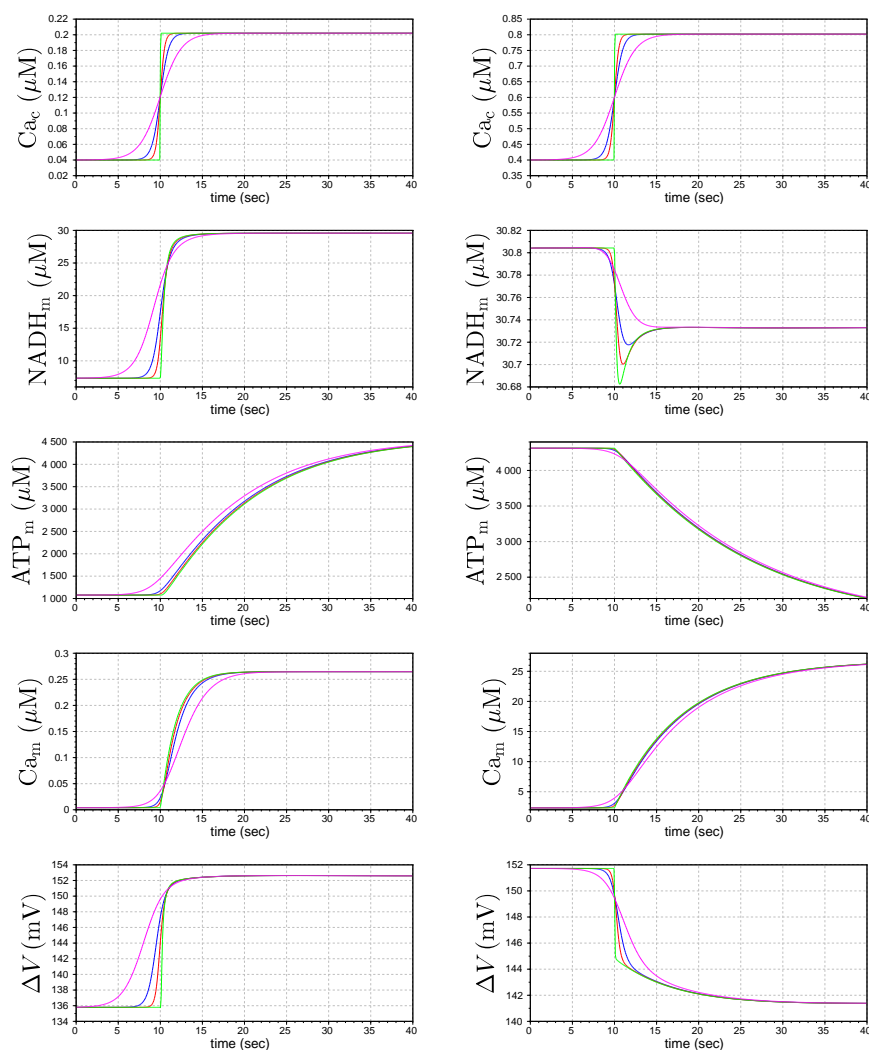 0.22
0.2
0.18
0.16
0.14
0.12
0.1
0.08
0.06
0.04
0.02
Ca_c (μM)
0 5 10 15 20 25 30 35 40
time (sec)
0.85
0.8
0.75
0.7
0.65
0.6
0.55
0.5
0.45
0.4
0.35
Ca_c (μM)
0 5 10 15 20 25 30 35 40
time (sec)
30
25
20
15
10
NADH_m (μM)
0 5 10 15 20 25 30 35 40
time (sec)
30.82
30.8
30.78
30.76
30.74
30.72
30.7
30.68
NADH_m (μM)
0 5 10 15 20 25 30 35 40
time (sec)
4 500
4 000
3 500
3 000
2 500
2 000
1 500
1 000
ATP_m (μM)
0 5 10 15 20 25 30 35 40
time (sec)
4 000
3 500
3 000
2 500
ATP_m (μM)
0 5 10 15 20 25 30 35 40
time (sec)
0.3
0.25
0.2
0.15
0.1
0.05
0
Ca_m (μM)
0 5 10 15 20 25 30 35 40
time (sec)
25
20
15
10
5
Ca_m (μM)
0 5 10 15 20 25 30 35 40
time (sec)
154
152
150
148
146
144
142
140
138
136
134
ΔV (mV)
0 5 10 15 20 25 30 35 40
time (sec)
152
150
148
146
144
142
140
ΔV (mV)
0 5 10 15 20 25 30 35 40
time (sec)